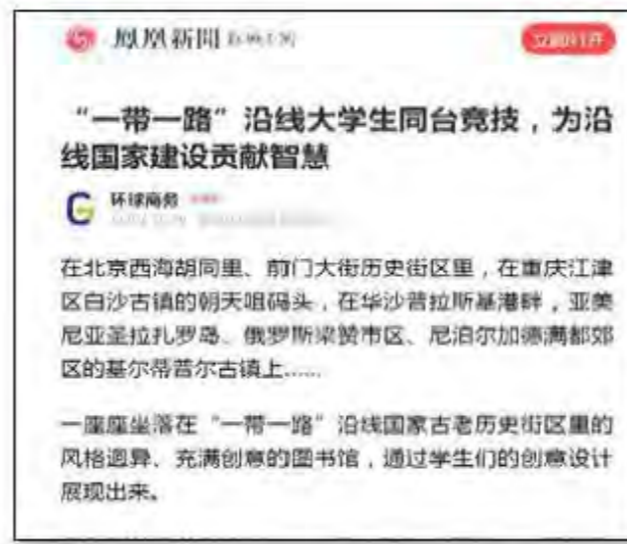 鳳凰新聞
立即打开
“一带一路”沿线大学生同台竞技，为沿
线国家建设贡献智慧
环球商务
在北京西海胡同里、前门大街历史街区里，在重庆江津
区白沙古镇的朝天咀码头，在华沙普拉斯基港畔，亚美
尼亚圣拉扎罗岛、俄罗斯梁赞市区、尼泊尔加德满都郊
区的基尔蒂普尔古镇上……
一座座坐落在“一带一路”沿线国家古老历史街区里的
风格迥异、充满创意的图书馆，通过学生们的创意设计
展现出来。